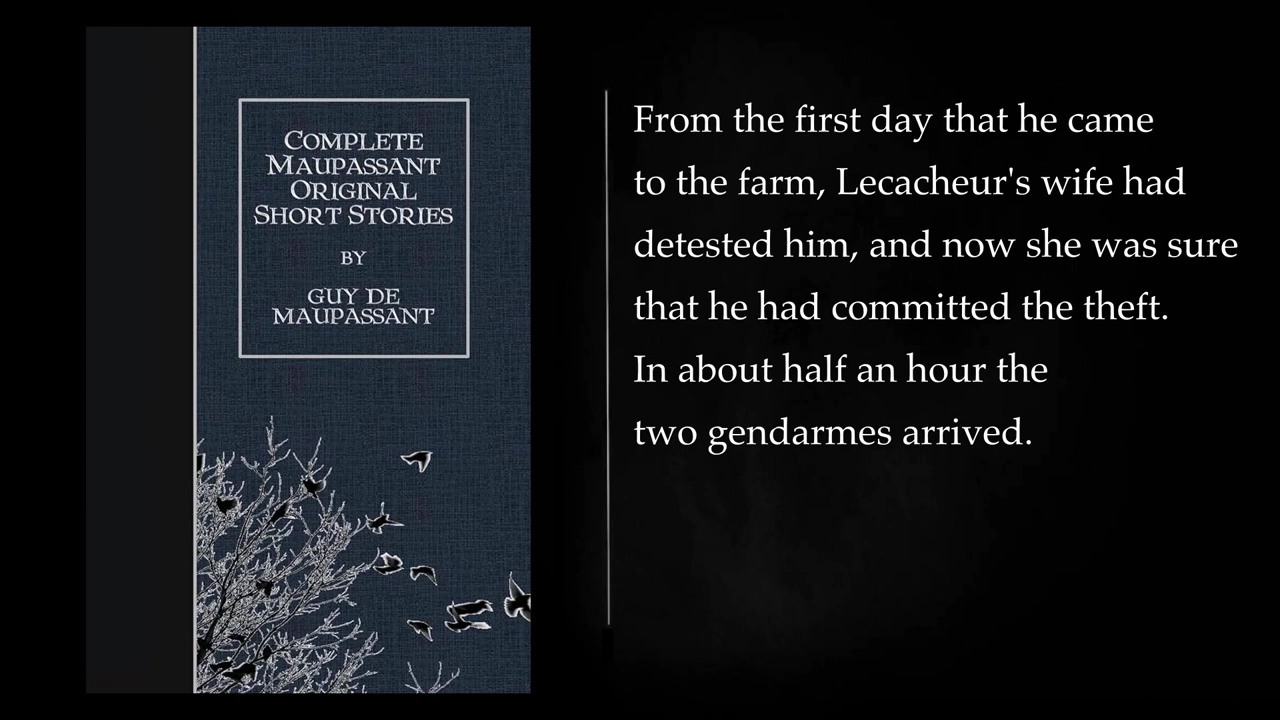 COMPLETE
MAUPASSANT
ORIGINAL
SHORT STORIES
BY
GUY DE
MAUPASSANT
From the first day that he came
to the farm, Lecacheur's wife had
detested him, and now she was sure
that he had committed the theft.
In about half an hour the
two gendarmes arrived.